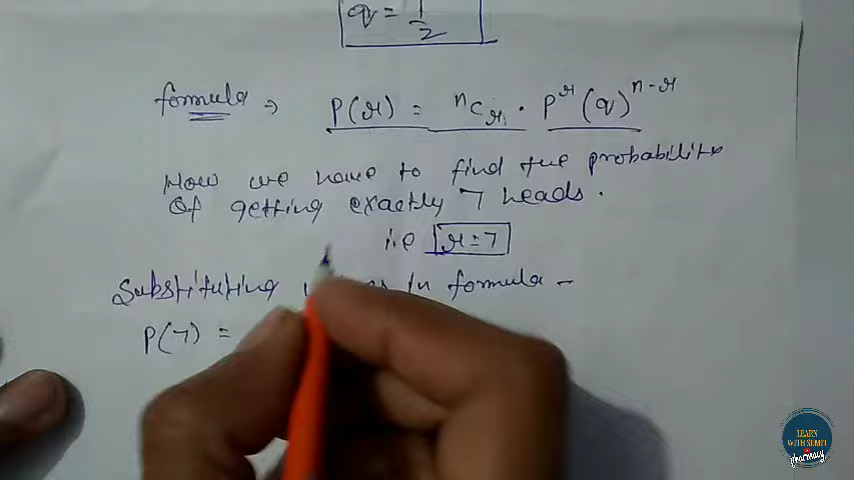 q = 1/2
formula → P(r) = nCr · P^r (q)^n-r
Now we have to find the probability
Of getting exactly 7 heads.
i.e r=7
Substituting in formula -
P(7) =
LEARN
WITH SUMIT
pharmacy